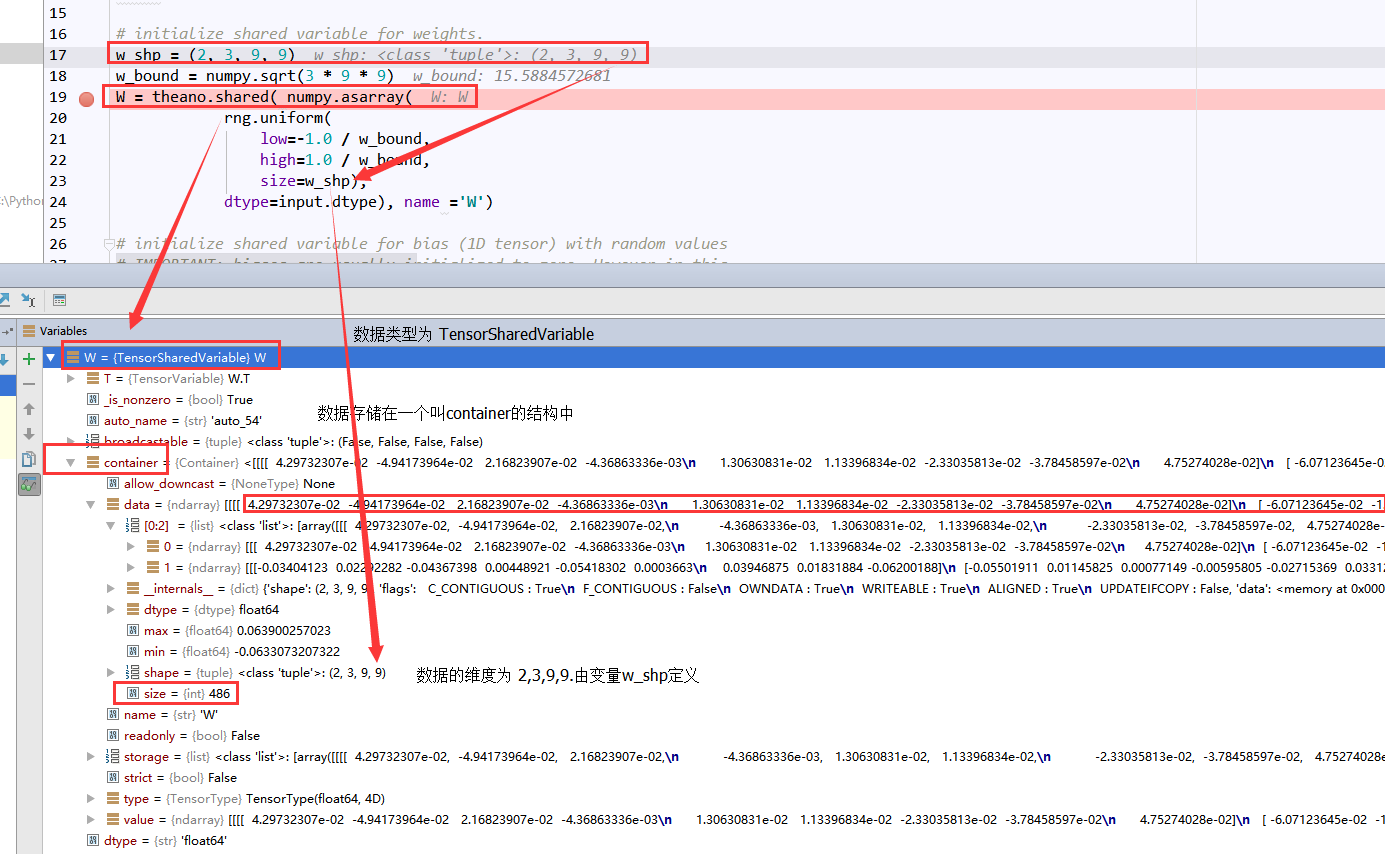 15
16 # initialize shared variable for weights.
17 w_shp = (2, 3, 9, 9) w_shp: <class 'tuple'>: (2, 3, 9, 9)
18 w_bound = numpy.sqrt(3 * 9 * 9) w_bound: 15.5884572681
19 W = theano.shared( numpy.asarray( W: W
20 rng.uniform(
21 low=-1.0 / w_bound,
22 high=1.0 / w_bound,
23 size=w_shp),
:\Python
24 dtype=input.dtype), name ='W')
25
26 # initialize shared variable for bias (1D tensor) with random values
27 # IMPORTANT: biases are usually initialized to zero. However in this
Variables
数据类型为 TensorSharedVariable
W = {TensorSharedVariable} W
T = {TensorVariable} W.T
_is_nonzero = {bool} True
auto_name = {str} 'auto_54'
数据存储在一个叫container的结构中
broadcastable = {tuple} <class 'tuple'>: (False, False, False, False)
container = {Container} <[[[[ 4.29732307e-02 -4.94173964e-02 2.16823907e-02 -4.36863336e-03\n 1.30630831e-02 1.13396834e-02 -2.33035813e-02 -3.78458597e-02\n 4.75274028e-02]\n [ -6.07123645e-0
allow_downcast = {NoneType} None
data = {ndarray} [[[[ 4.29732307e-02 -4.94173964e-02 2.16823907e-02 -4.36863336e-03\n 1.30630831e-02 1.13396834e-02 -2.33035813e-02 -3.78458597e-02\n 4.75274028e-02]\n [ -6.07123645e-02 -1
[0:2] = {list} <class 'list'>: [array([[[ 4.29732307e-02, -4.94173964e-02, 2.16823907e-02,\n -4.36863336e-03, 1.30630831e-02, 1.13396834e-02,\n -2.33035813e-02, -3.78458597e-02, 4.75274028e-
0 = {ndarray} [[[ 4.29732307e-02 -4.94173964e-02 2.16823907e-02 -4.36863336e-03\n 1.30630831e-02 1.13396834e-02 -2.33035813e-02 -3.78458597e-02\n 4.75274028e-02]\n [ -6.07123645e-02 -1
1 = {ndarray} [[[-0.03404123 0.02292282 -0.04367398 0.00448921 -0.05418302 0.0003663\n 0.03946875 0.01831884 -0.06200188]\n [-0.05501911 0.01145825 0.00077149 -0.00595805 -0.02715369 0.0331
__internals__ = {dict} {'shape': (2, 3, 9, 9), 'flags': C_CONTIGUOUS : True\n F_CONTIGUOUS : False\n OWNDATA : True\n WRITEABLE : True\n ALIGNED : True\n UPDATEIFCOPY : False, 'data': <memory at 0x000
dtype = {dtype} float64
max = {float64} 0.063900257023
min = {float64} -0.0633073207322
shape = {tuple} <class 'tuple'>: (2, 3, 9, 9)
数据的维度为 2,3,9,9.由变量w_shp定义
size = {int} 486
name = {str} 'W'
readonly = {bool} False
storage = {list} <class 'list'>: [array([[[[ 4.29732307e-02, -4.94173964e-02, 2.16823907e-02,\n -4.36863336e-03, 1.30630831e-02, 1.13396834e-02,\n -2.33035813e-02, -3.78458597e-02, 4.75274028e
strict = {bool} False
type = {TensorType} TensorType(float64, 4D)
value = {ndarray} [[[[ 4.29732307e-02 -4.94173964e-02 2.16823907e-02 -4.36863336e-03\n 1.30630831e-02 1.13396834e-02 -2.33035813e-02 -3.78458597e-02\n 4.75274028e-02]\n [ -6.07123645e-02 -1
dtype = {str} 'float64'